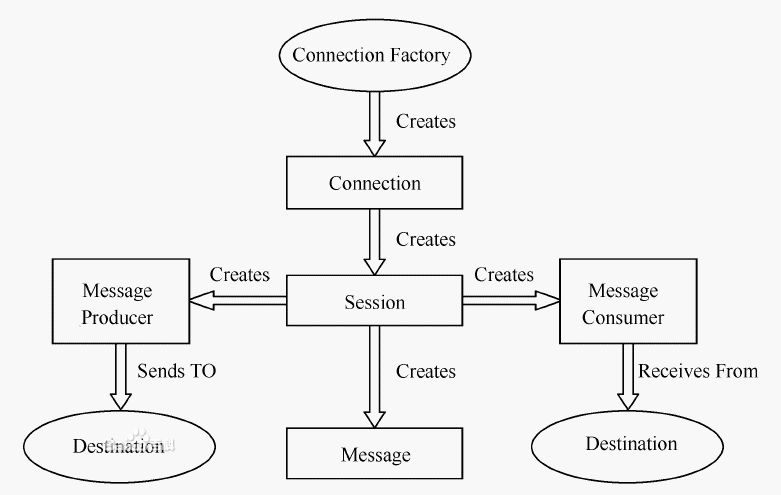 Connection Factory
Creates
Connection
Creates
Message
Producer
Creates
Session
Creates
Message
Consumer
Sends TO
Creates
Receives From
Destination
Message
Destination